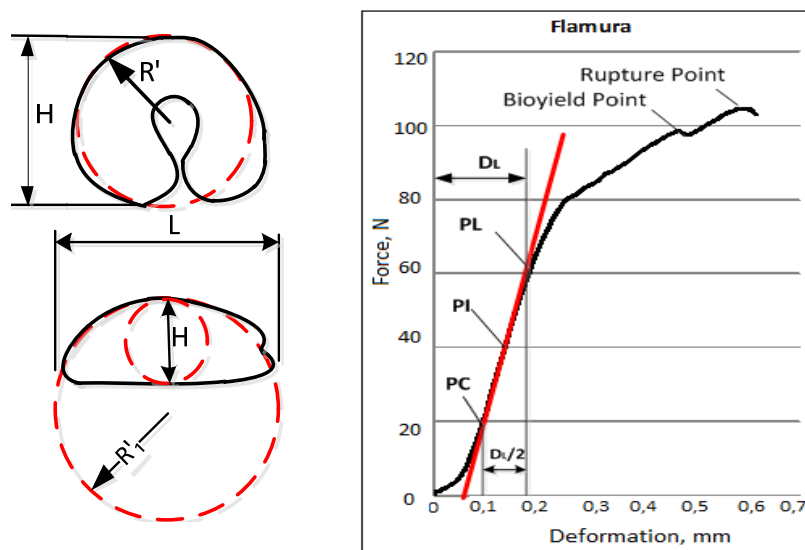 H
R'
L
H
R'1
Flamura
120
100
80
60
40
20
0
Force, N
Rupture Point
Bioyield Point
DL
PL
PI
PC
DL/2
0
0,1
0,2
0,3
0,4
0,5
0,6
0,7
Deformation, mm